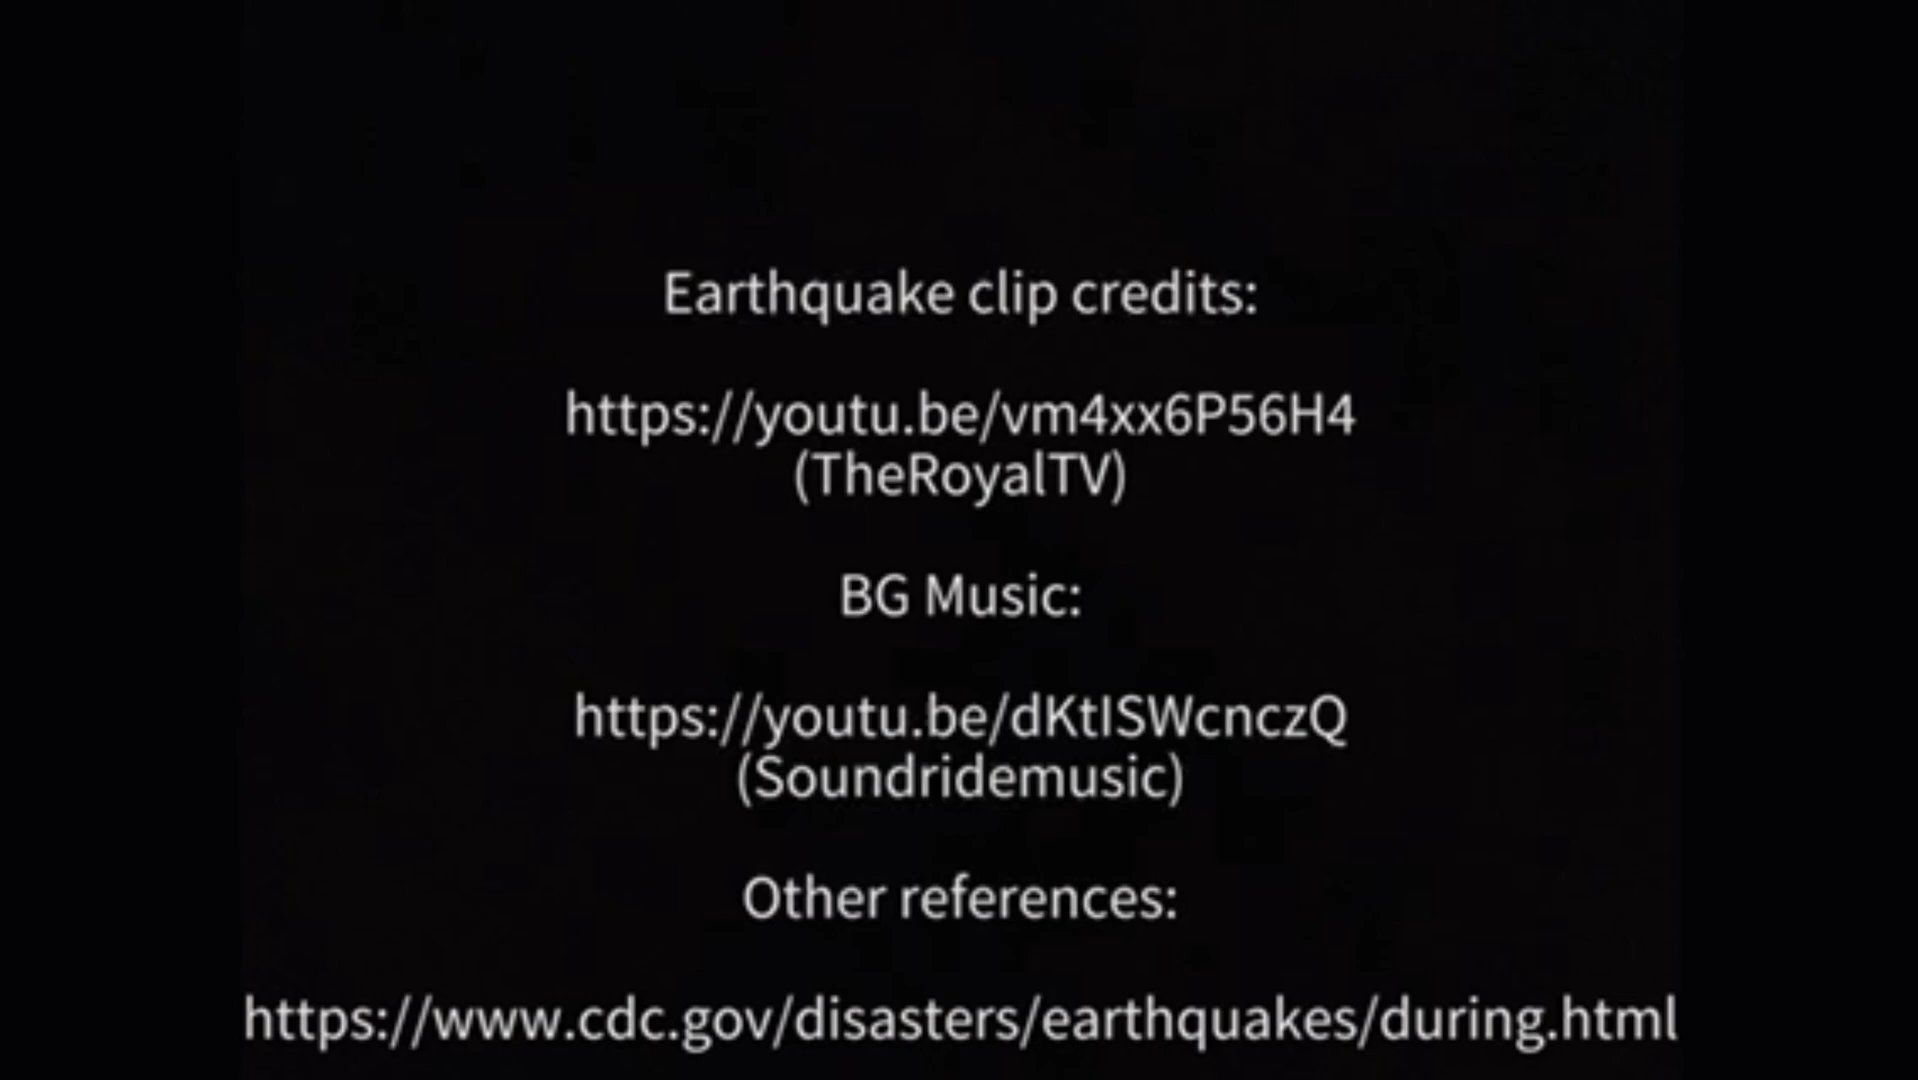 Earthquake clip credits:
https://youtu.be/vm4xx6P56H4
(TheRoyalTV)
BG Music:
https://youtu.be/dKtISWcnczQ
(Soundridemusic)
Other references:
https://www.cdc.gov/disasters/earthquakes/during.html